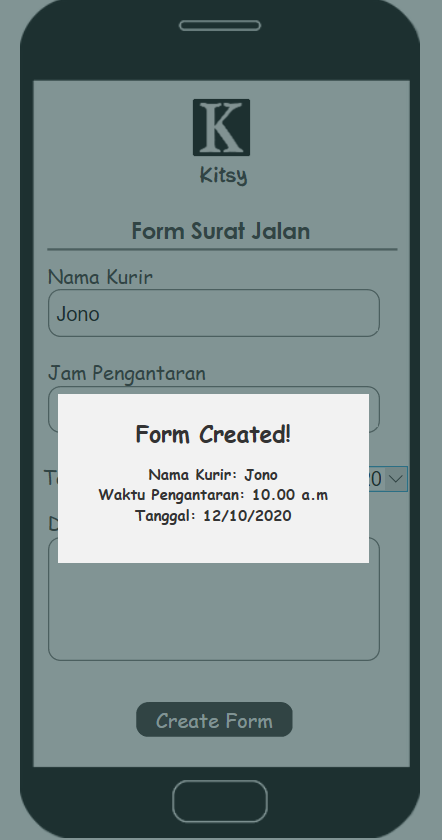 K
Kitsy
Form Surat Jalan
Nama Kurir
Jono
Jam Pengantaran
Form Created!
Nama Kurir: Jono
Waktu Pengantaran: 10.00 a.m
Tanggal: 12/10/2020
Create Form